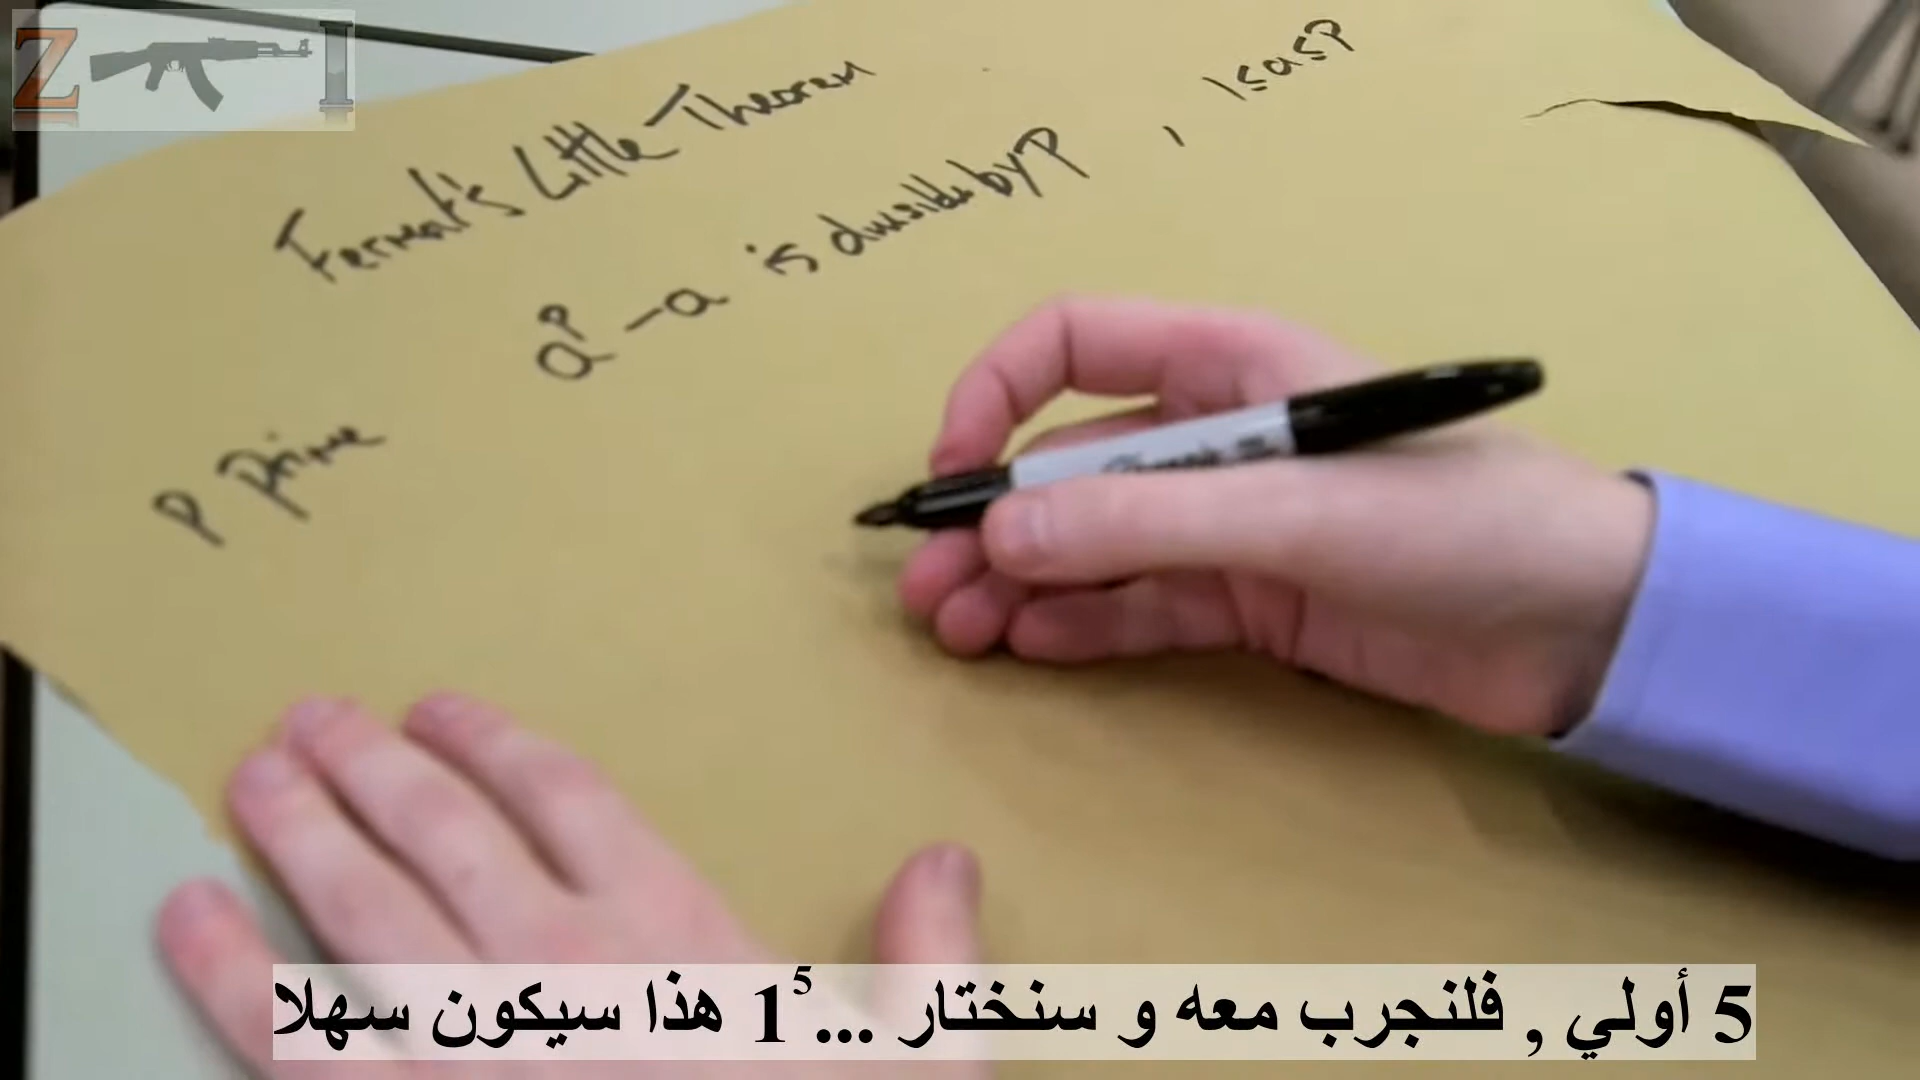 Z I
Fermat's Little Theorem
a^p - a is divisible by P , 1≤a≤P
P prime
5 أولي , فلنجرب معه و سنختار ... 1^5 هذا سيكون سهلا